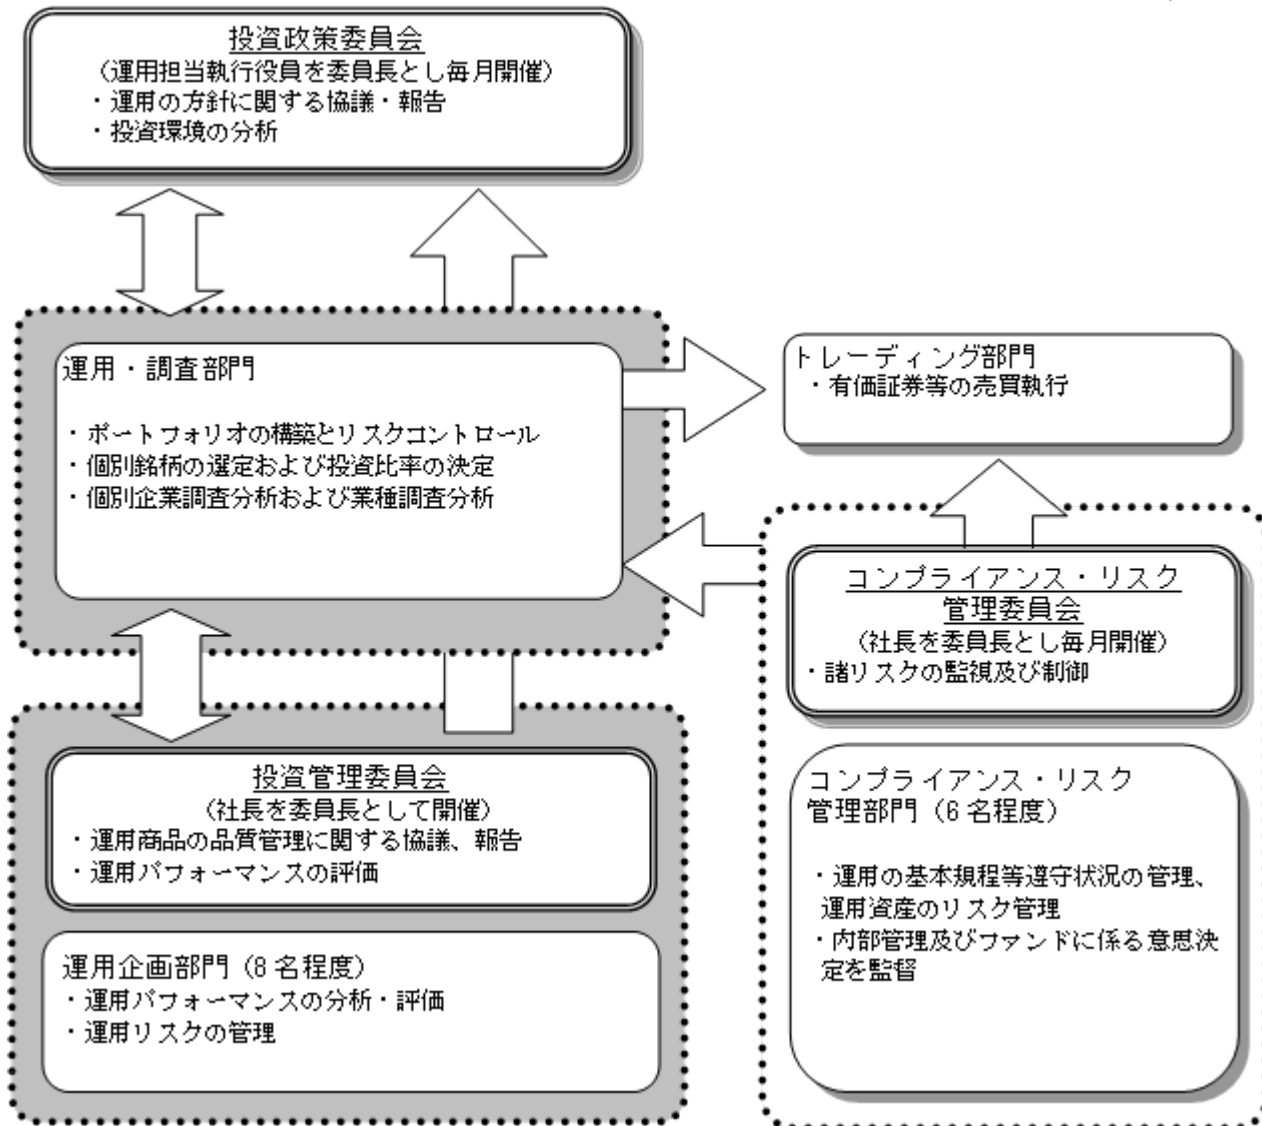 投資政策委員会
（運用担当執行役員を委員長とし毎月開催）
・運用の方針に関する協議・報告
・投資環境の分析
運用・調査部門
・ポートフォリオの構築とリスクコントロール
・個別銘柄の選定および投資比率の決定
・個別企業調査分析および業種調査分析
トレーディング部門
・有価証券等の売買執行
コンプライアンス・リスク
管理委員会
（社長を委員長とし毎月開催）
・諸リスクの監視及び制御
投資管理委員会
（社長を委員長として開催）
・運用商品の品質管理に関する協議、報告
・運用パフォーマンスの評価
運用企画部門（8名程度）
・運用パフォーマンスの分析・評価
・運用リスクの管理
コンプライアンス・リスク
管理部門（6名程度）
・運用の基本規程等遵守状況の管理、
運用資産のリスク管理
・内部管理及びファンドに係る意思決
定を監督